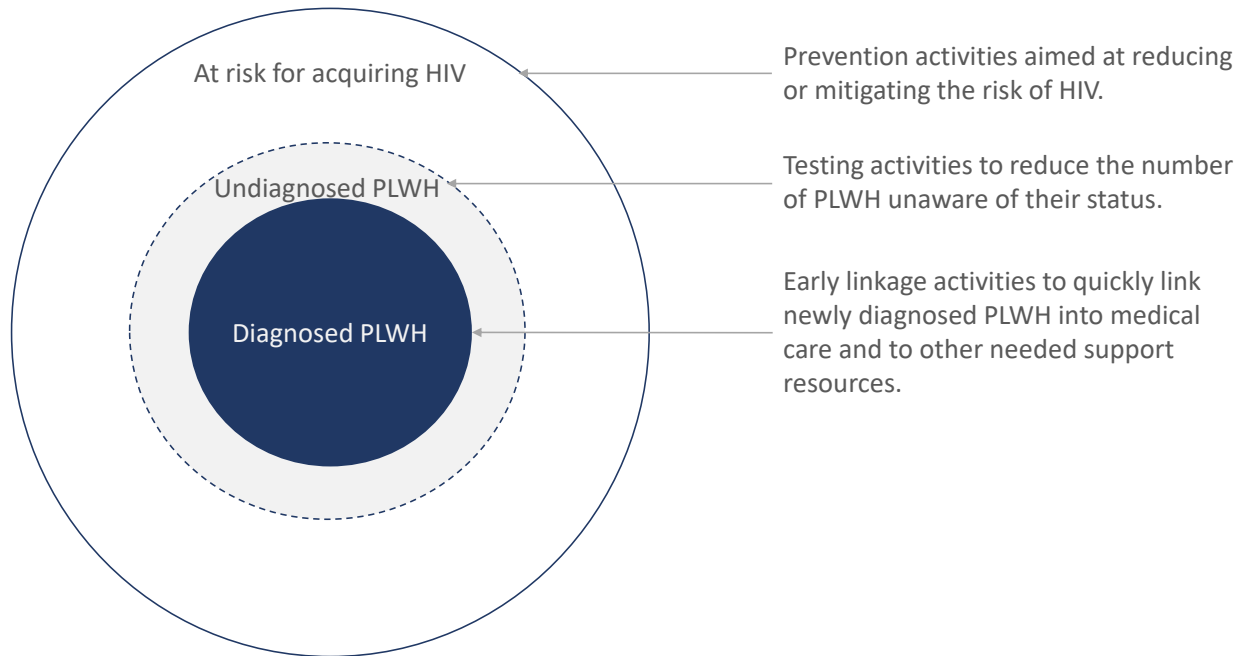 At risk for acquiring HIV
Prevention activities aimed at reducing
or mitigating the risk of HIV.
Undiagnosed PLWH
Testing activities to reduce the number
of PLWH unaware of their status.
Diagnosed PLWH
Early linkage activities to quickly link
newly diagnosed PLWH into medical
care and to other needed support
resources.